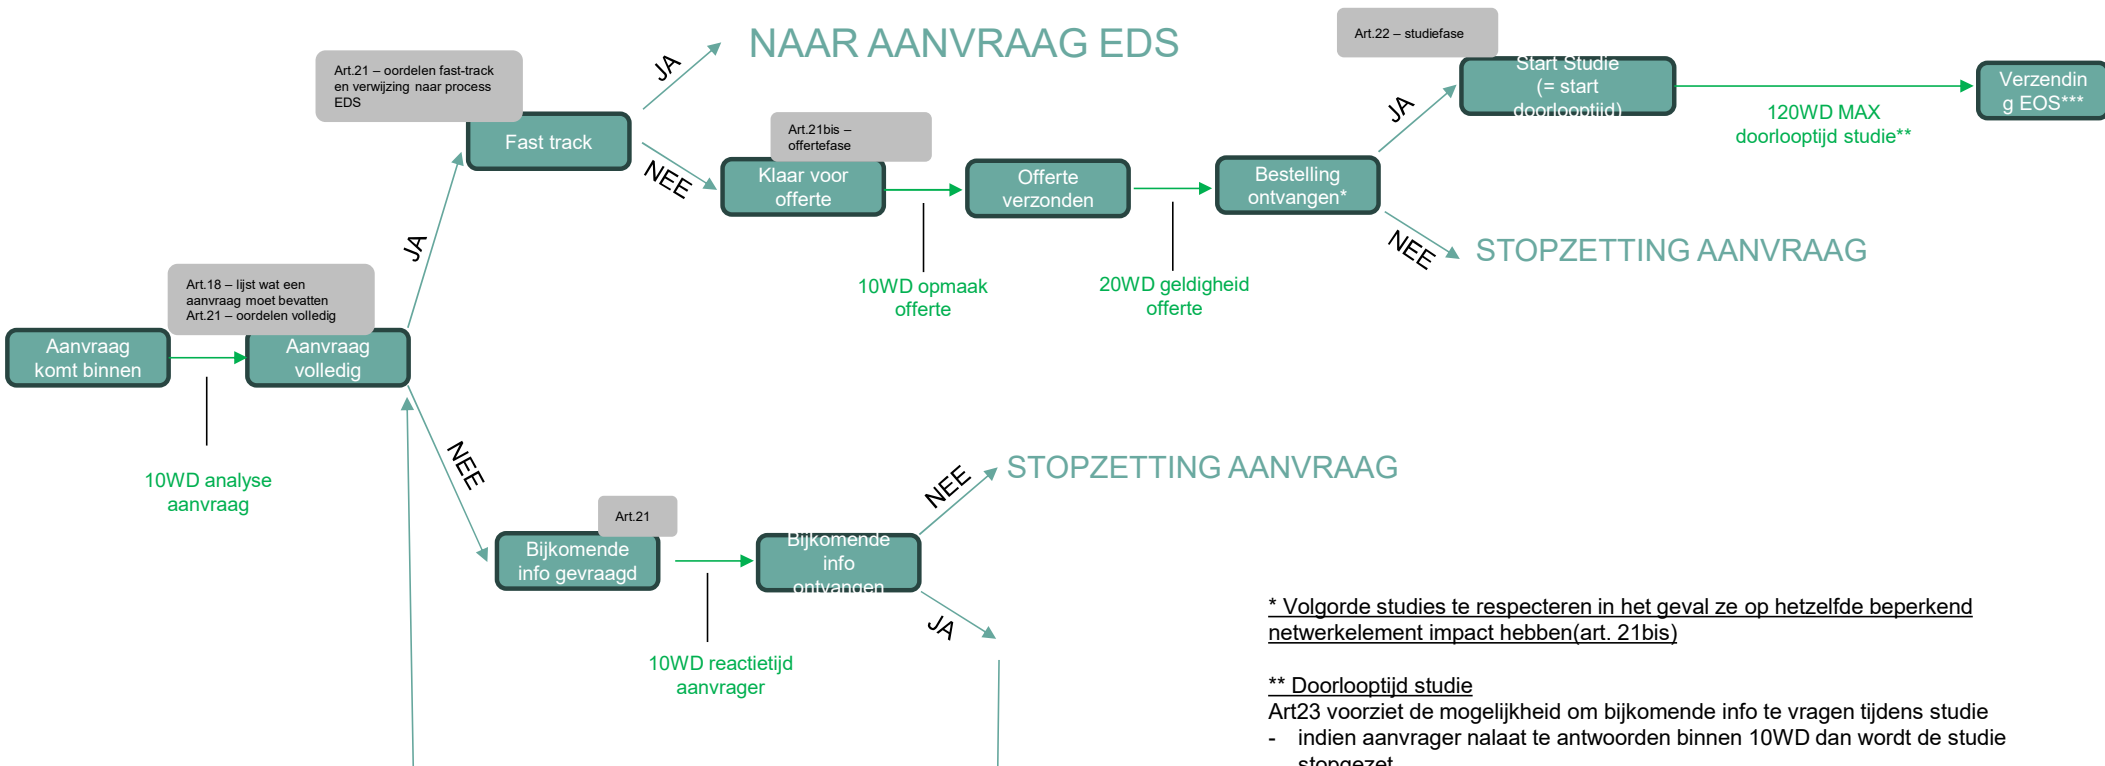 NAAR AANVRAAG EDS
Art.22 – studiefase
Art.21 – oordelen fast-track
en verwijzing naar process
EDS
JA
Start Studie
(= start
doorlooptijd)
Verzendin
g EOS***
JA
120WD MAX
doorlooptijd studie**
Fast track
Art.21bis –
offertefase
NEE
Klaar voor
offerte
Offerte
verzonden
Bestelling
ontvangen*
JA
NEE
STOPZETTING AANVRAAG
10WD opmaak
offerte
20WD geldigheid
offerte
Art.18 – lijst wat een
aanvraag moet bevatten
Art.21 – oordelen volledig
Aanvraag
komt binnen
Aanvraag
volledig
10WD analyse
aanvraag
NEE
NEE
STOPZETTING AANVRAAG
Art.21
Bijkomende
info gevraagd
Bijkomende
info
ontvangen
JA
10WD reactietijd
aanvrager
* Volgorde studies te respecteren in het geval ze op hetzelfde beperkend
netwerkelement impact hebben(art. 21bis)
** Doorlooptijd studie
Art23 voorziet de mogelijkheid om bijkomende info te vragen tijdens studie
- indien aanvrager nalaat te antwoorden binnen 10WD dan wordt de studie
stopgezet